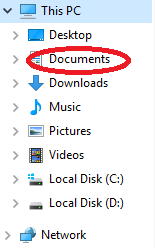 This PC
Desktop
Documents
Downloads
Music
Pictures
Videos
Local Disk (C:)
Local Disk (D:)
Network